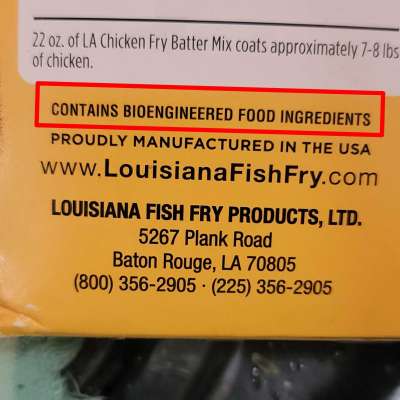 22 oz. of LA Chicken Fry Batter Mix coats approximately 7-8 lbs
of chicken.
CONTAINS BIOENGINEERED FOOD INGREDIENTS
PROUDLY MANUFACTURED IN THE USA
www.LouisianaFishFry.com
LOUISIANA FISH FRY PRODUCTS, LTD.
5267 Plank Road
Baton Rouge, LA 70805
(800) 356-2905 · (225) 356-2905